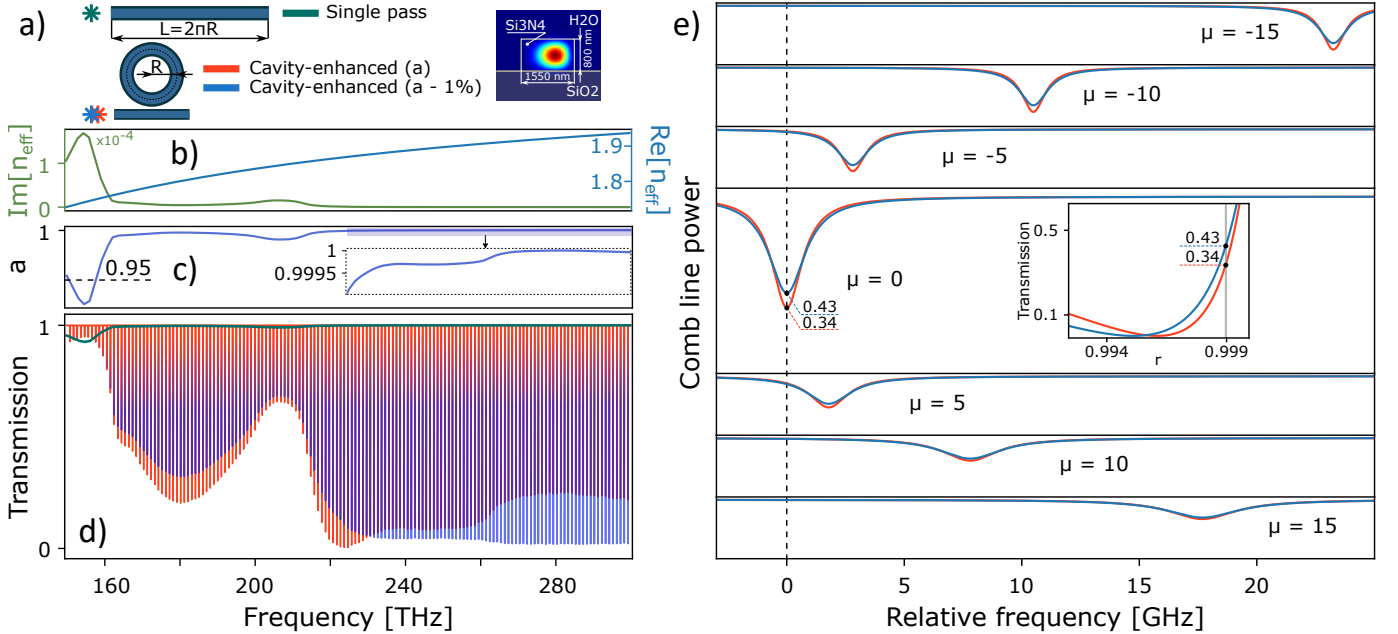 a)
Single pass
L=2πR
R
Cavity-enhanced (a)
Cavity-enhanced (a - 1%)
Si3N4
H2O
800 nm
1550 nm
SiO2
Im[neff]
1
0
x10-4
b)
Re[neff]
1.9
1.8
a
1
0.95
c)
1
0.9995
Transmission
1
0
d)
160
200
240
280
Frequency [THz]
e)
Comb line power
μ = -15
μ = -10
μ = -5
μ = 0
0.43
0.34
Transmission
0.5
0.1
0.43
0.34
0.994
0.999
r
μ = 5
μ = 10
μ = 15
0
5
10
15
20
Relative frequency [GHz]